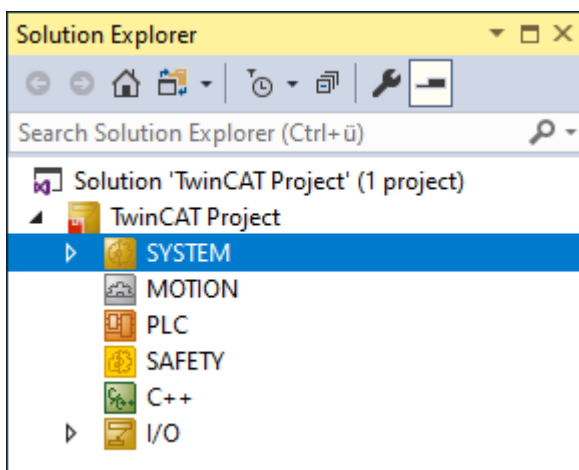 Solution Explorer
Search Solution Explorer (Ctrl+ü)
Solution 'TwinCAT Project' (1 project)
TwinCAT Project
SYSTEM
MOTION
PLC
SAFETY
C++
I/O